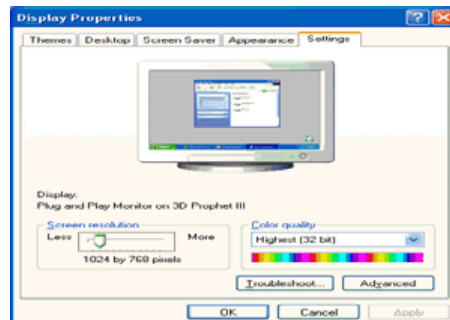 Display Properties
Themes Desktop Screen Saver Appearance Settings
Display:
Plug and Play Monitor on 3D Prophet III
Screen resolution
Less More
1024 by 768 pixels
Color quality
Highest (32 bit)
Troubleshoot... Advanced
OK Cancel Apply